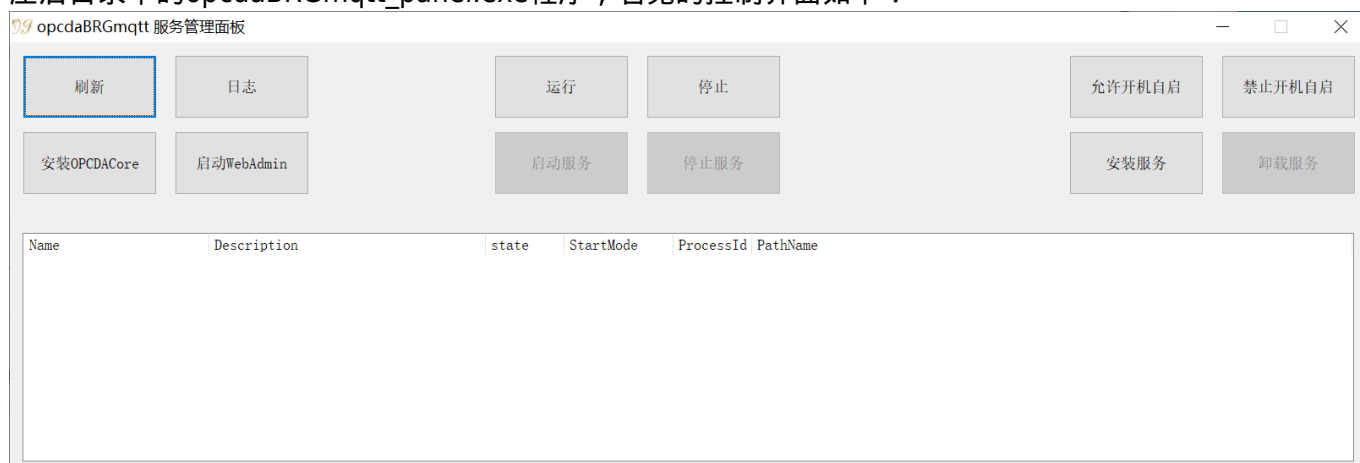 opcdaBRGmqtt 服务管理面板
刷新 日志 运行 停止 允许开机自启 禁止开机自启
安装OPCDACore 启动WebAdmin 启动服务 停止服务 安装服务 卸载服务
Name Description state StartMode ProcessId PathName